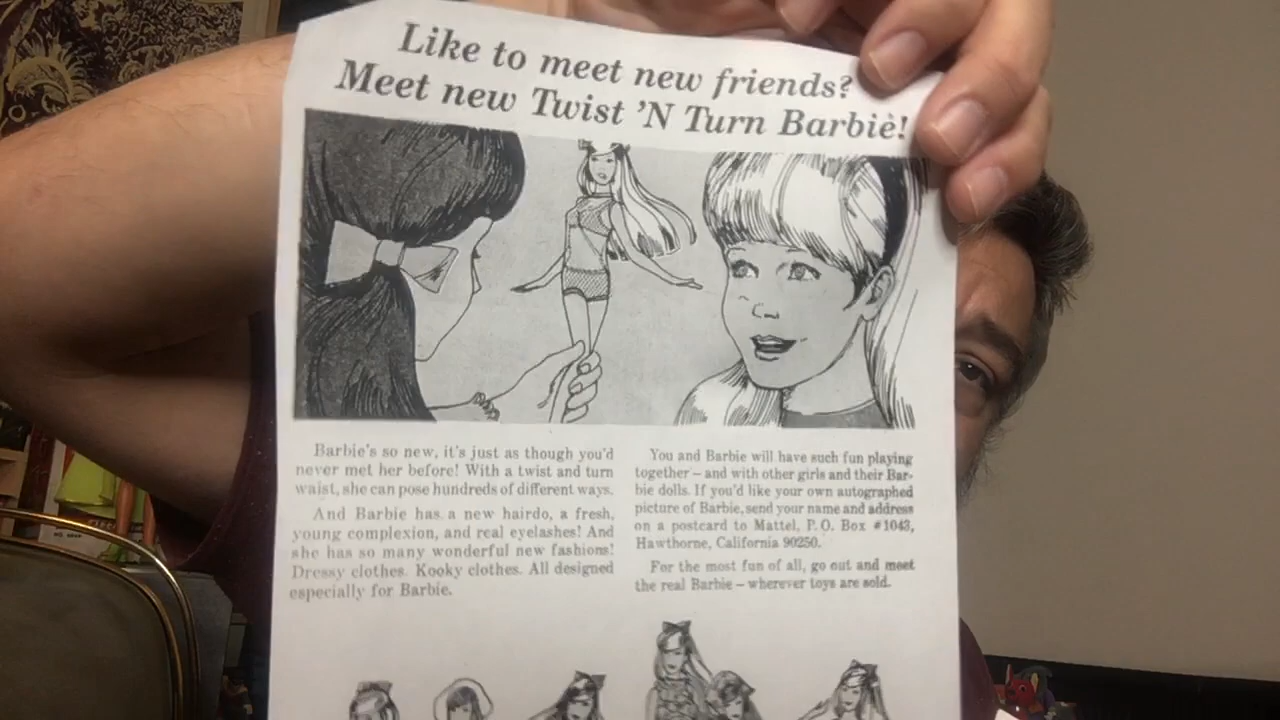 Like to meet new friends?
Meet new Twist 'N Turn Barbie!
Barbie's so new, it's just as though you'd
never met her before! With a twist and turn
waist, she can pose hundreds of different ways.
And Barbie has a new hairdo, a fresh,
young complexion, and real eyelashes! And
she has so many wonderful new fashions!
Dressy clothes. Kooky clothes. All designed
especially for Barbie.
You and Barbie will have such fun playing
together – and with other girls and their Bar-
bie dolls. If you'd like your own autographed
picture of Barbie, send your name and address
on a postcard to Mattel, P.O. Box #1043,
Hawthorne, California 90250.
For the most fun of all, go out and meet
the real Barbie – wherever toys are sold.